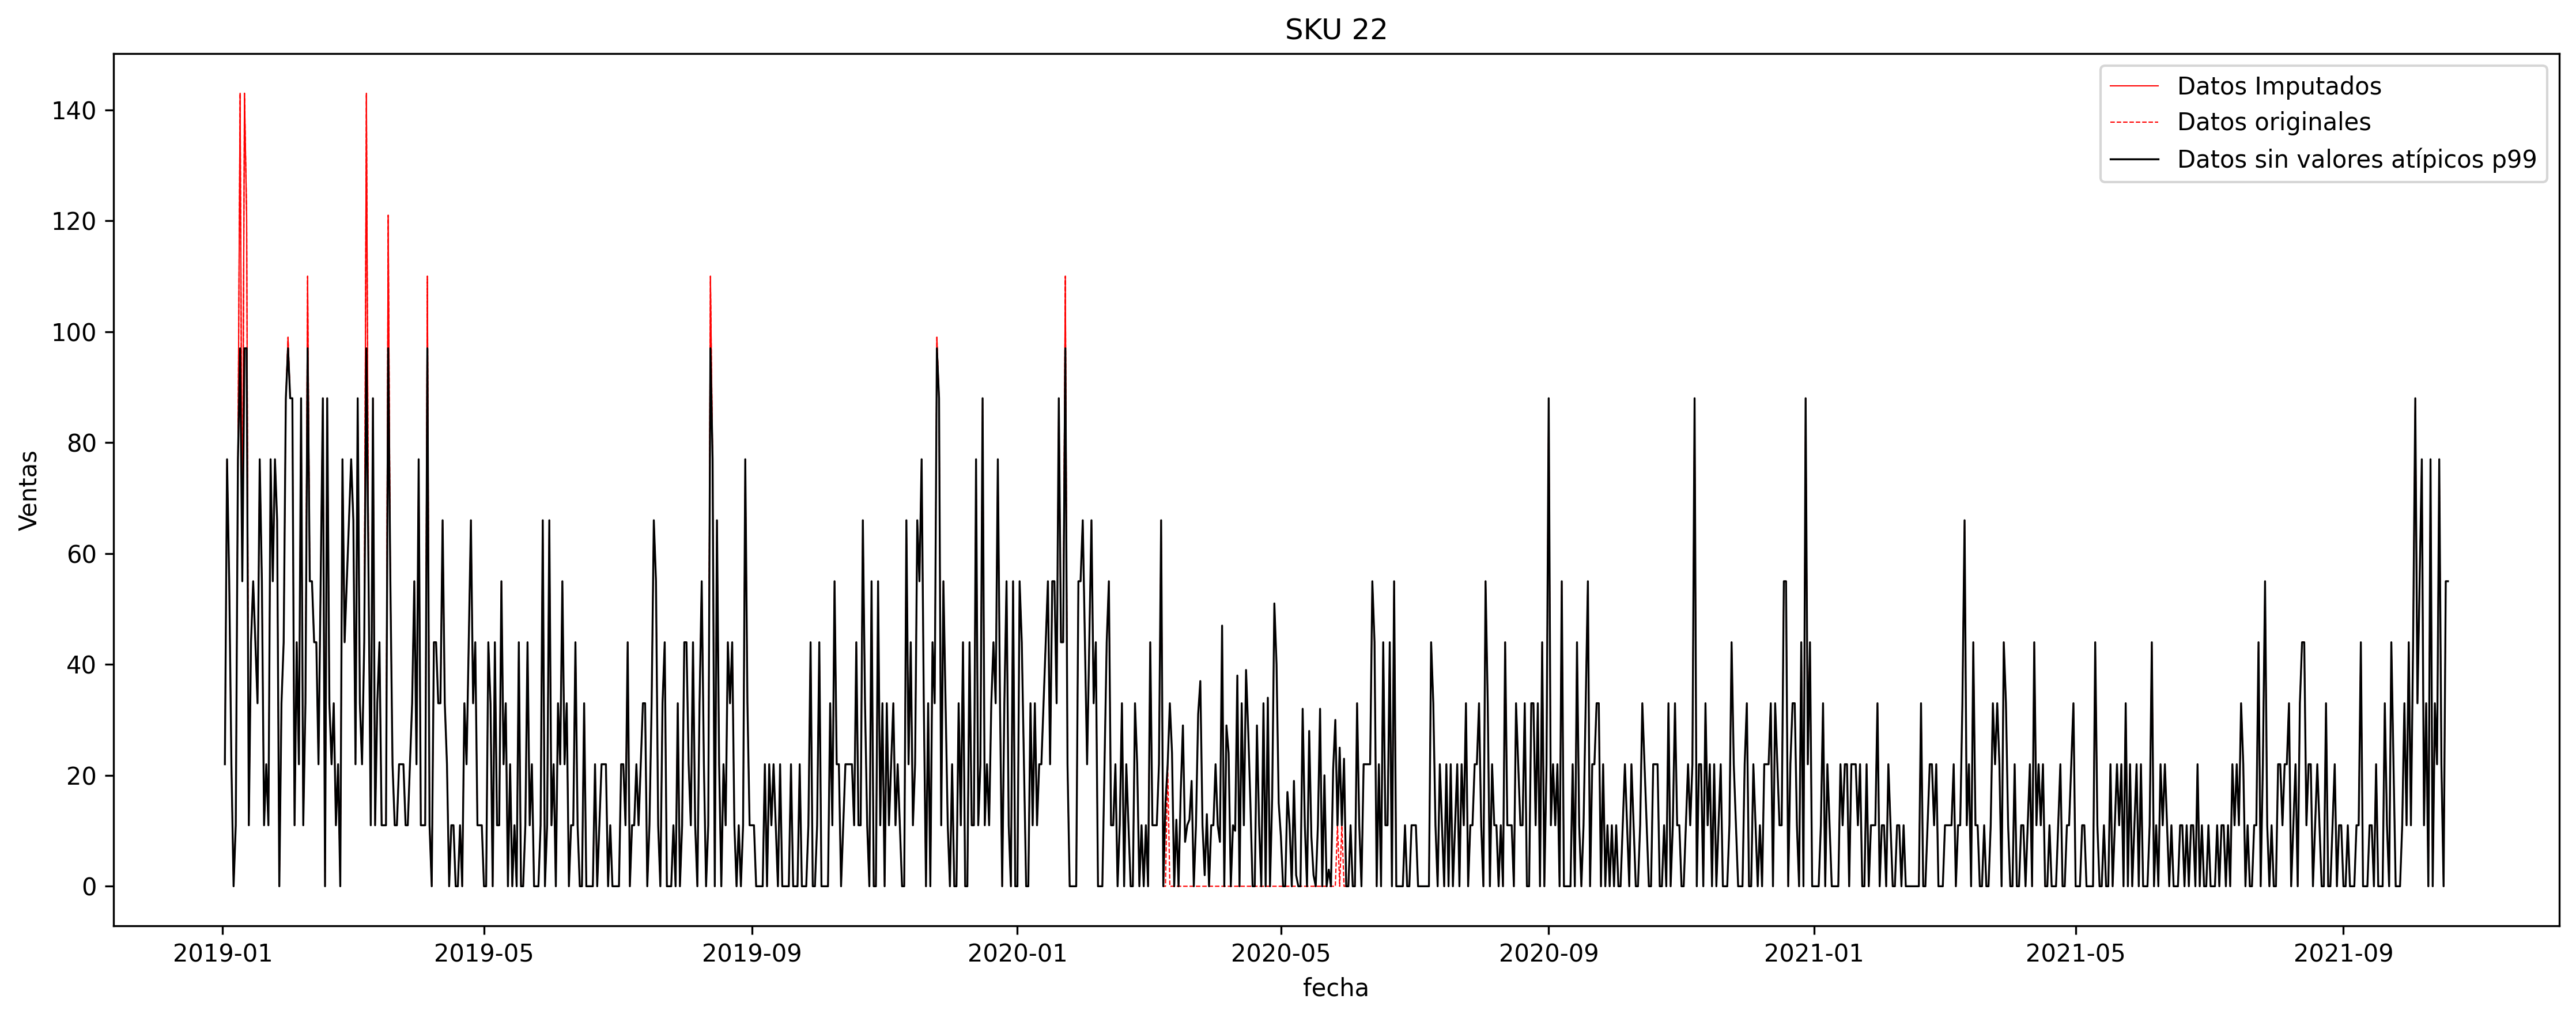 SKU 22
Datos Imputados
Datos originales
Datos sin valores atípicos p99
140
120
100
80
60
40
20
0
Ventas
2019-01 2019-05 2019-09 2020-01 2020-05 2020-09 2021-01 2021-05 2021-09
fecha